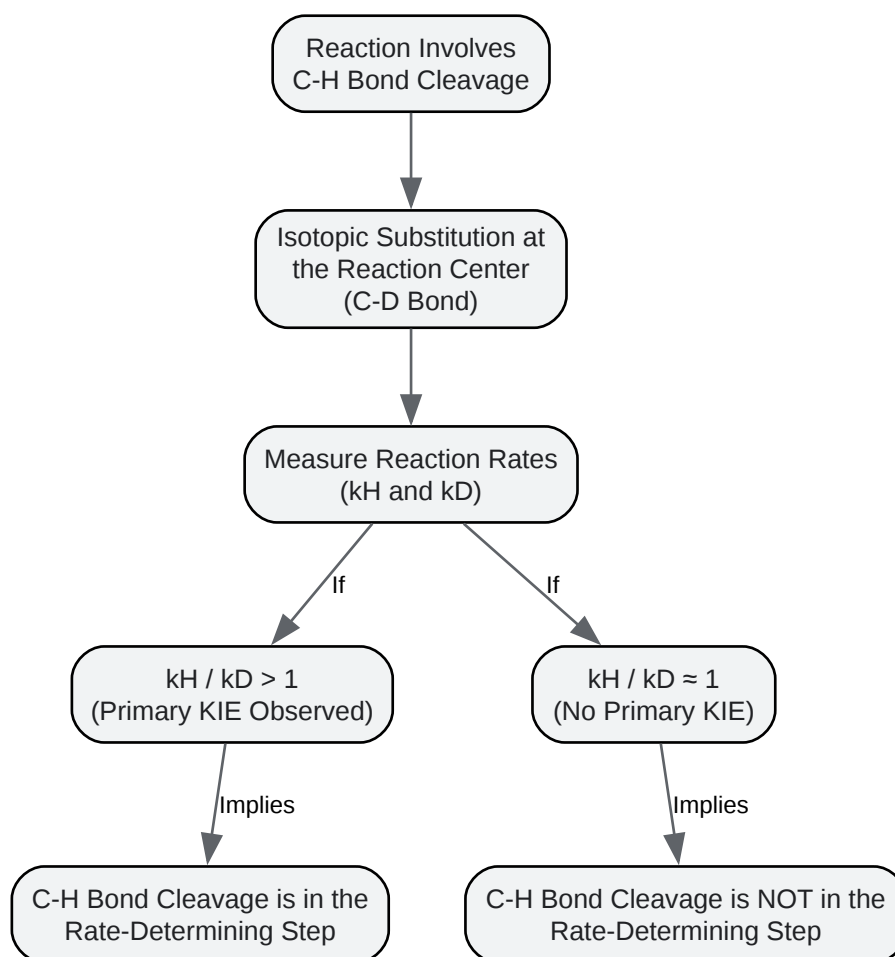 Reaction Involves
C-H Bond Cleavage
Isotopic Substitution at
the Reaction Center
(C-D Bond)
Measure Reaction Rates
(kH and kD)
If
If
kH / kD > 1
(Primary KIE Observed)
kH / kD ≈ 1
(No Primary KIE)
Implies
Implies
C-H Bond Cleavage is in the
Rate-Determining Step
C-H Bond Cleavage is NOT in the
Rate-Determining Step